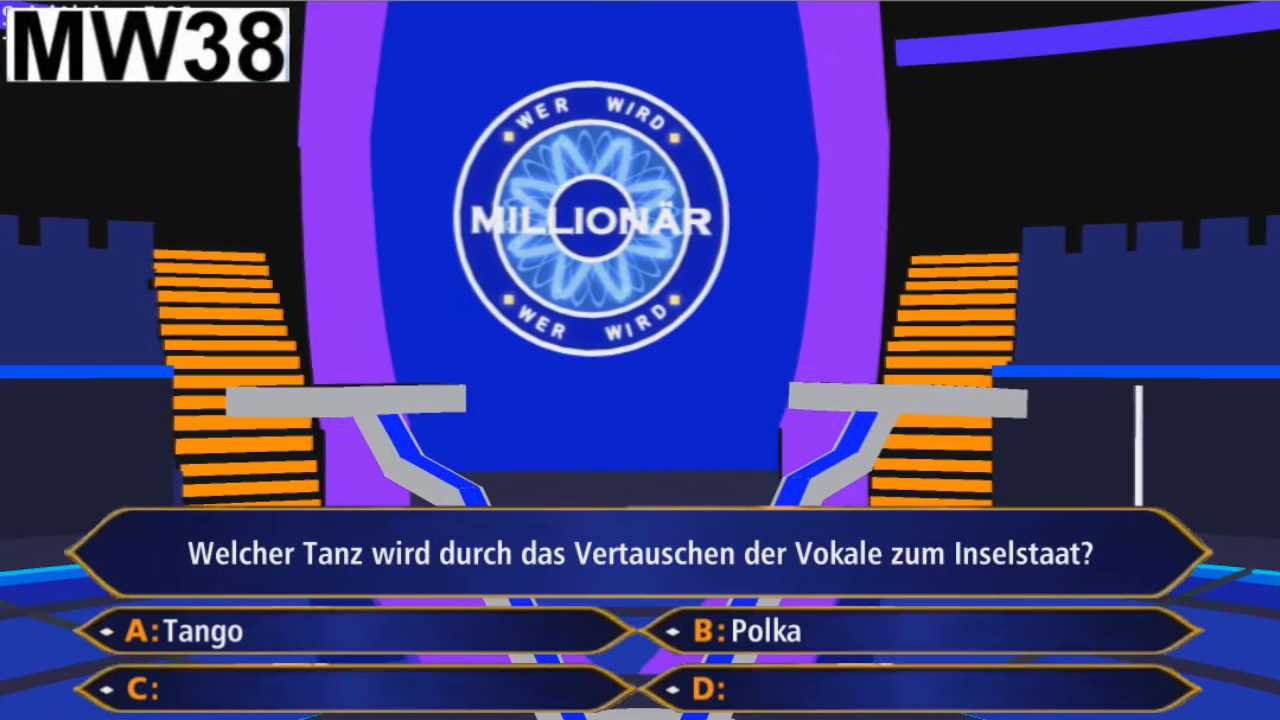 MW38
WER WIRD
MILLIONÄR
WER WIRD
Welcher Tanz wird durch das Vertauschen der Vokale zum Inselstaat?
A: Tango
B: Polka
C:
D: